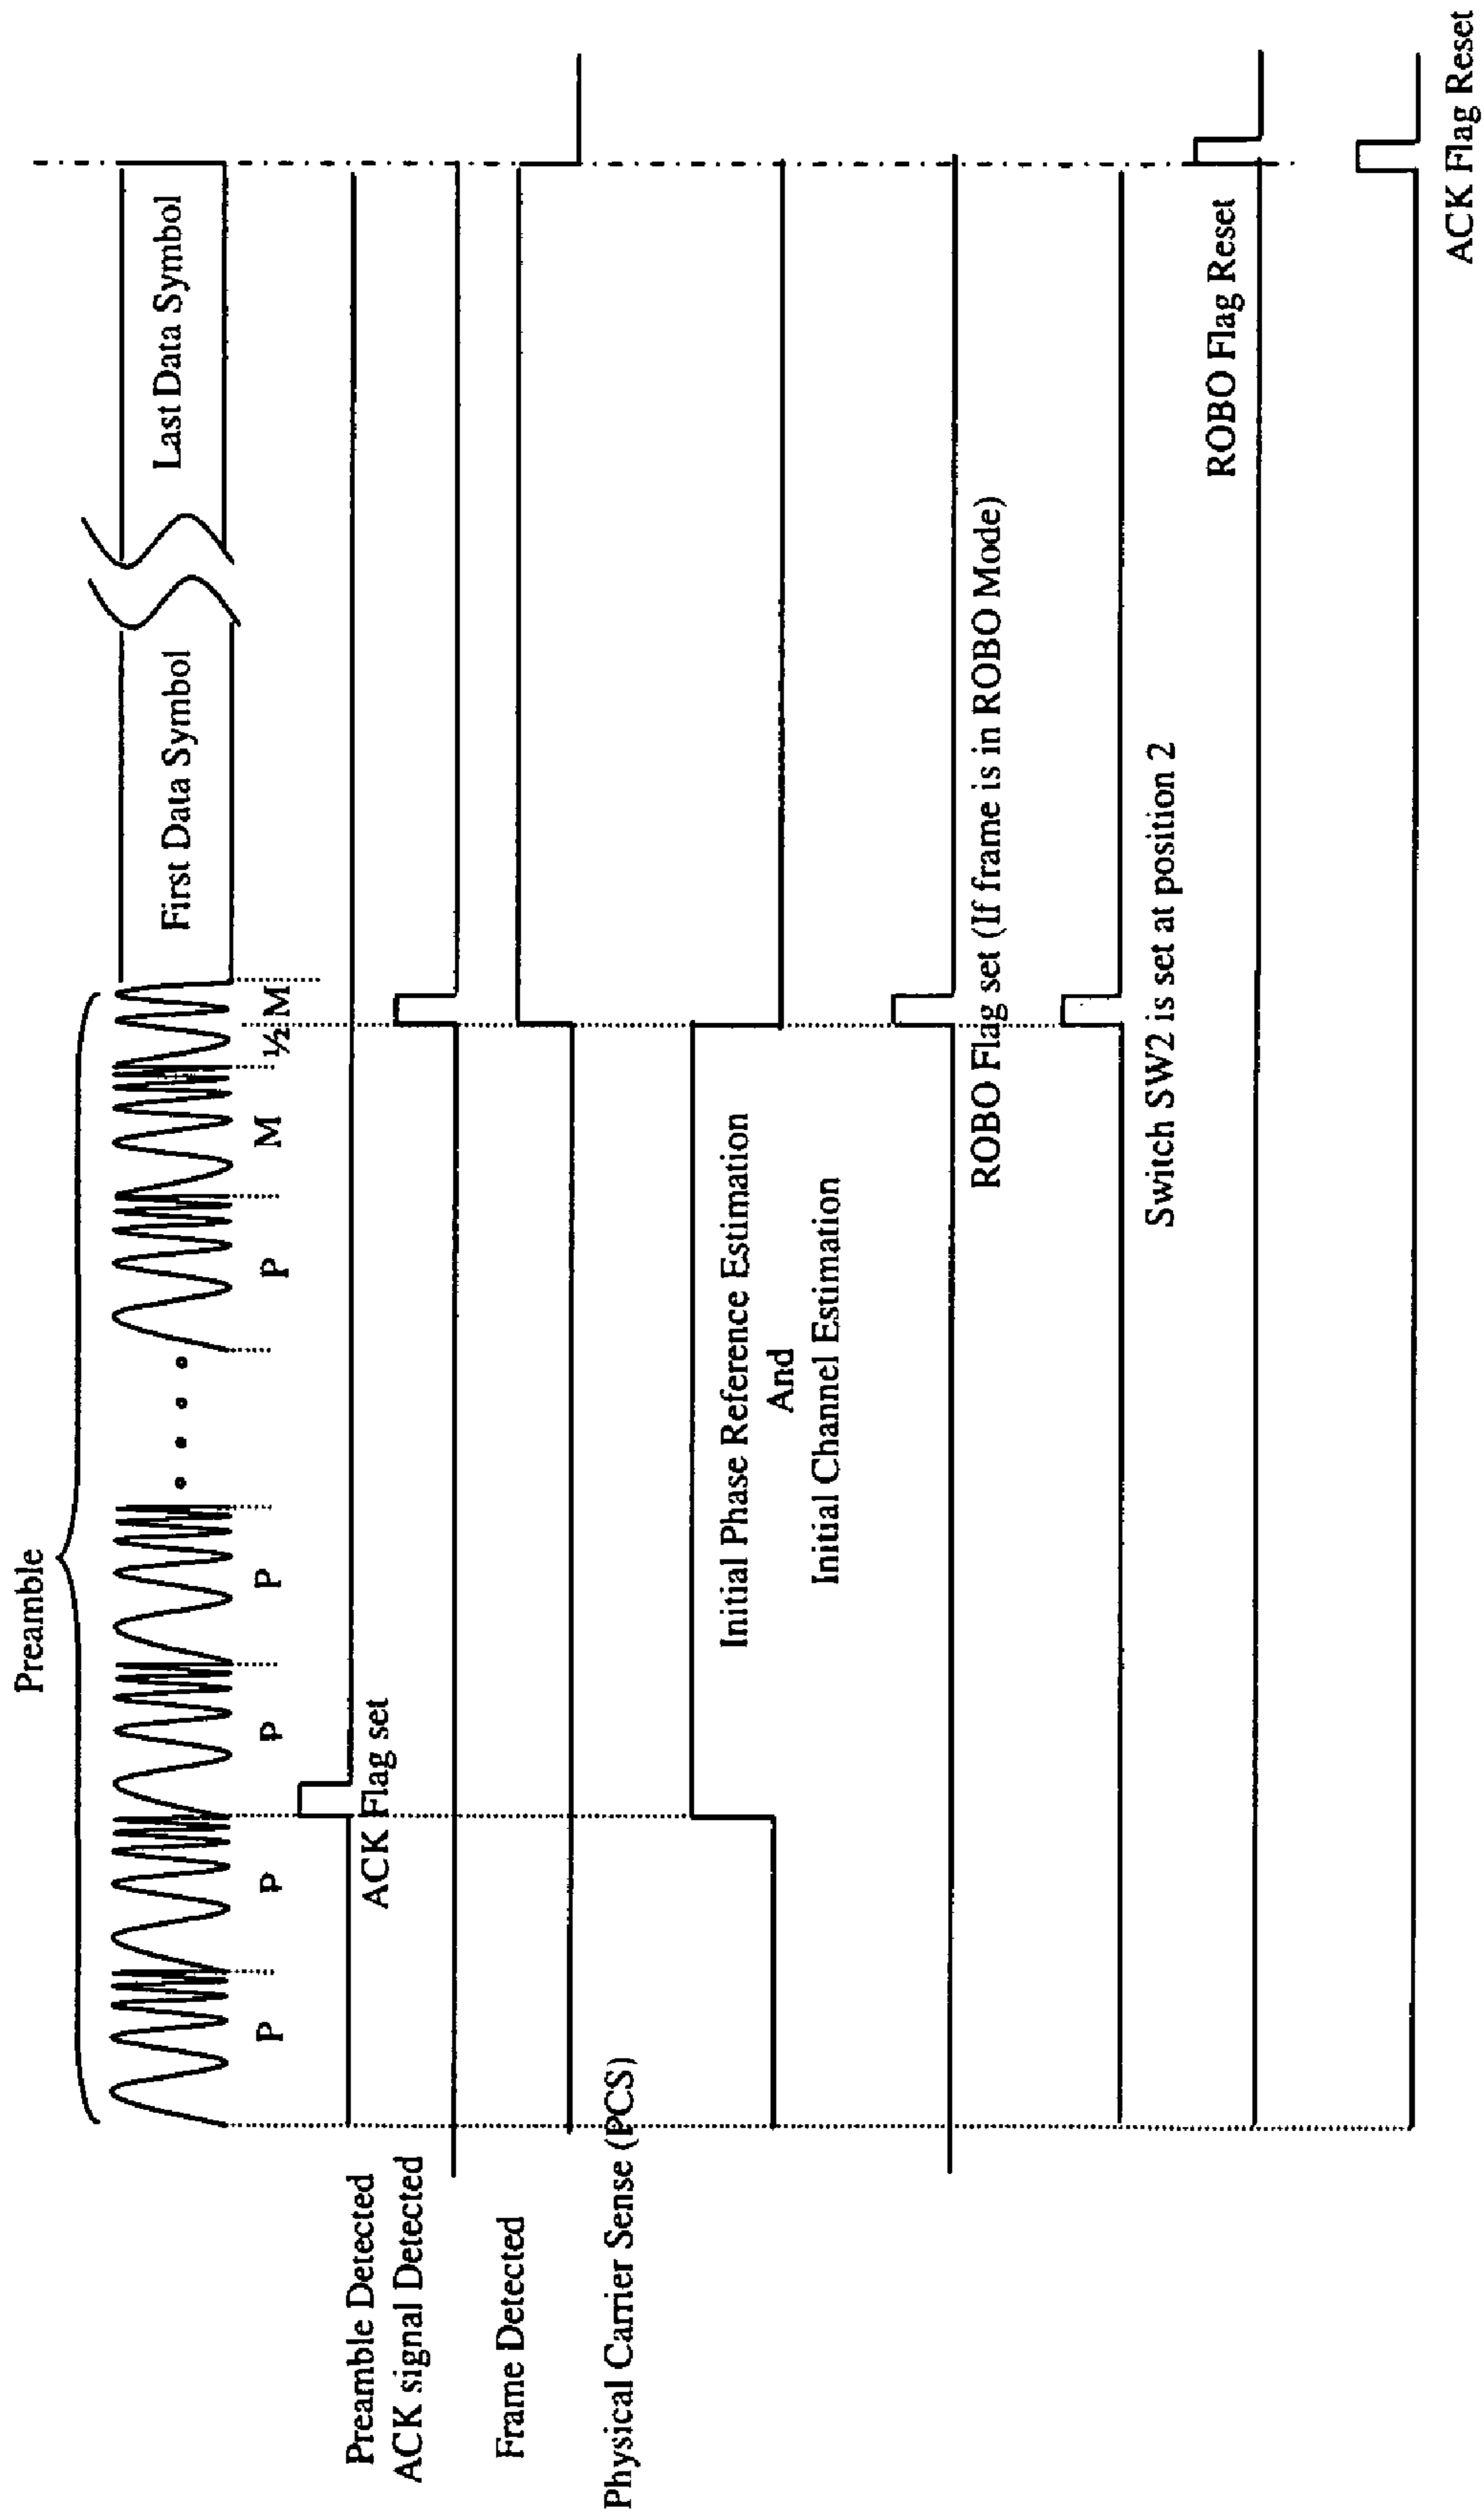 Preamble
First Data Symbol
Last Data Symbol
P
P
P
P
P
M
½ M
Preamble Detected
ACK signal Detected
ACK Flag set
Frame Detected
Physical Carrier Sense (PCS)
Initial Phase Reference Estimation
And
Initial Channel Estimation
ROBO Flag set (If frame is in ROBO Mode)
Switch SW2 is set at position 2
ROBO Flag Reset
ACK Flag Reset